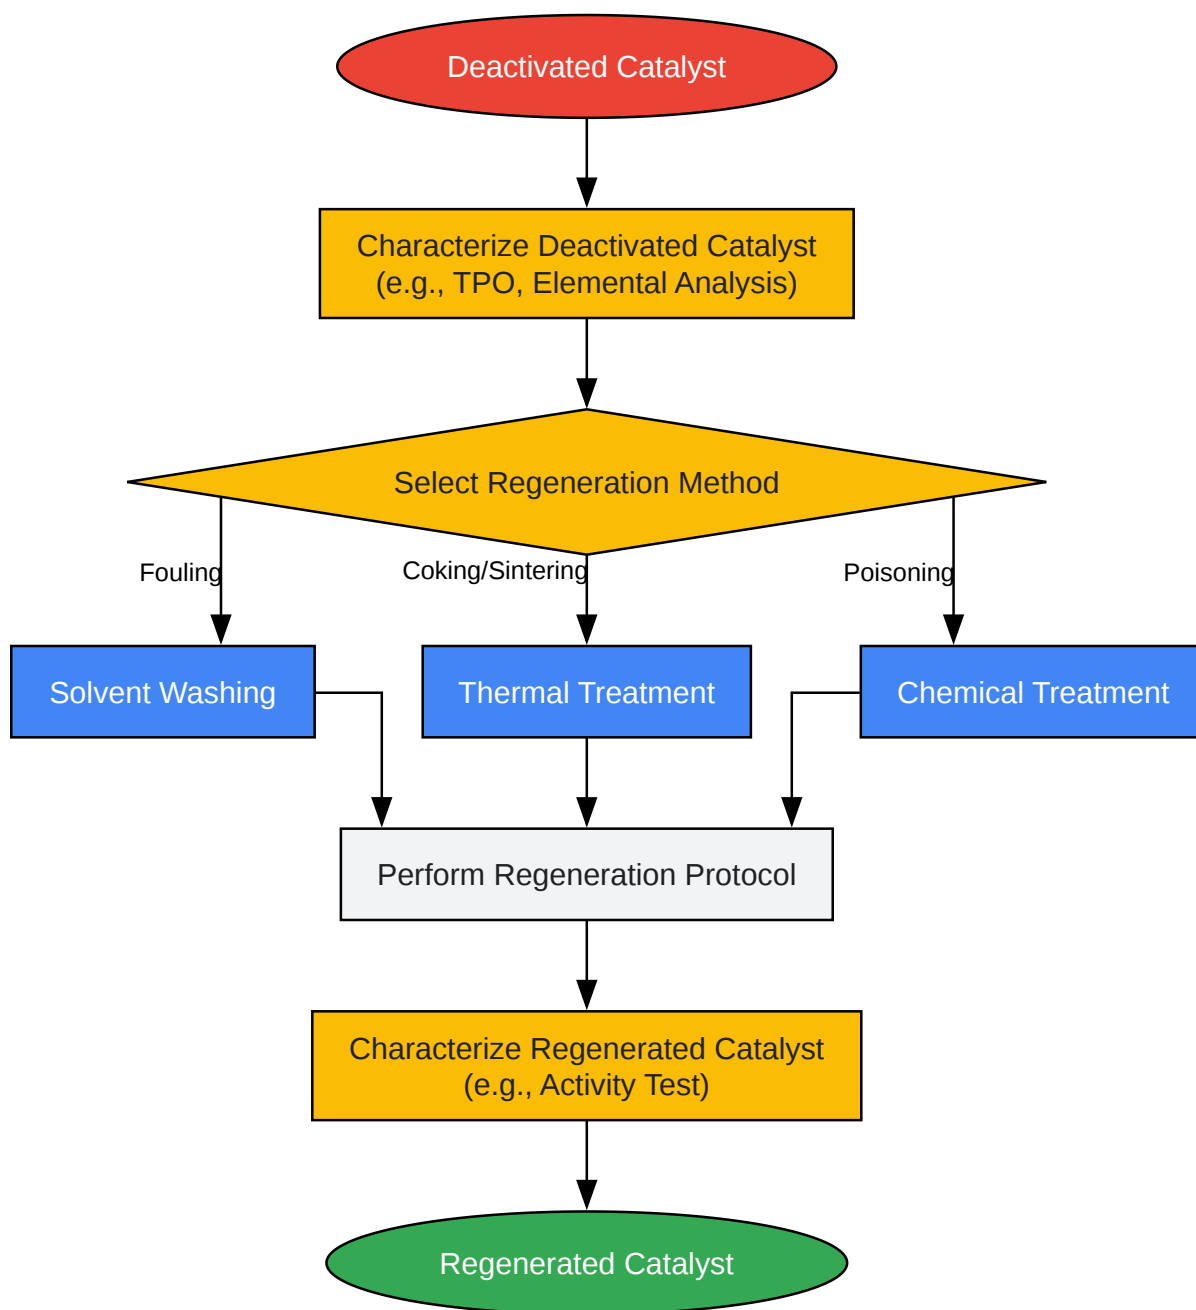 Deactivated Catalyst
Characterize Deactivated Catalyst
(e.g., TPO, Elemental Analysis)
Select Regeneration Method
Fouling
Coking/Sintering
Poisoning
Solvent Washing
Thermal Treatment
Chemical Treatment
Perform Regeneration Protocol
Characterize Regenerated Catalyst
(e.g., Activity Test)
Regenerated Catalyst